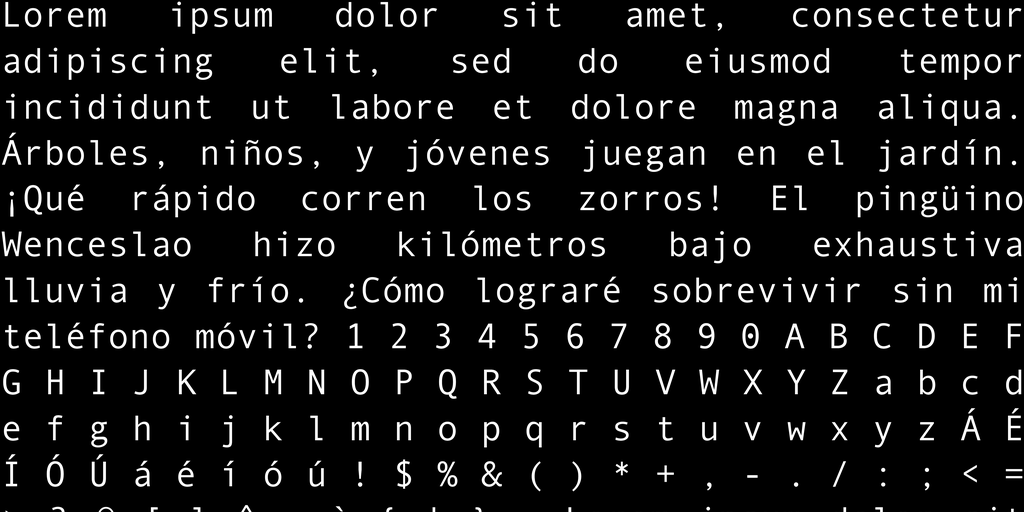 Lorem ipsum dolor sit amet, consectetur
adipiscing elit, sed do eiusmod tempor
incididunt ut labore et dolore magna aliqua.
Árboles, niños, y jóvenes juegan en el jardín.
¡Qué rápido corren los zorros! El pingüino
Wenceslao hizo kilómetros bajo exhaustiva
lluvia y frío. ¿Cómo lograré sobrevivir sin mi
teléfono móvil? 1 2 3 4 5 6 7 8 9 0 A B C D E F
G H I J K L M N O P Q R S T U V W X Y Z a b c d
e f g h i j k l m n o p q r s t u v w x y z Á É
Í Ó Ú á é í ó ú ! $ % & ( ) * + , - . / : ; < =